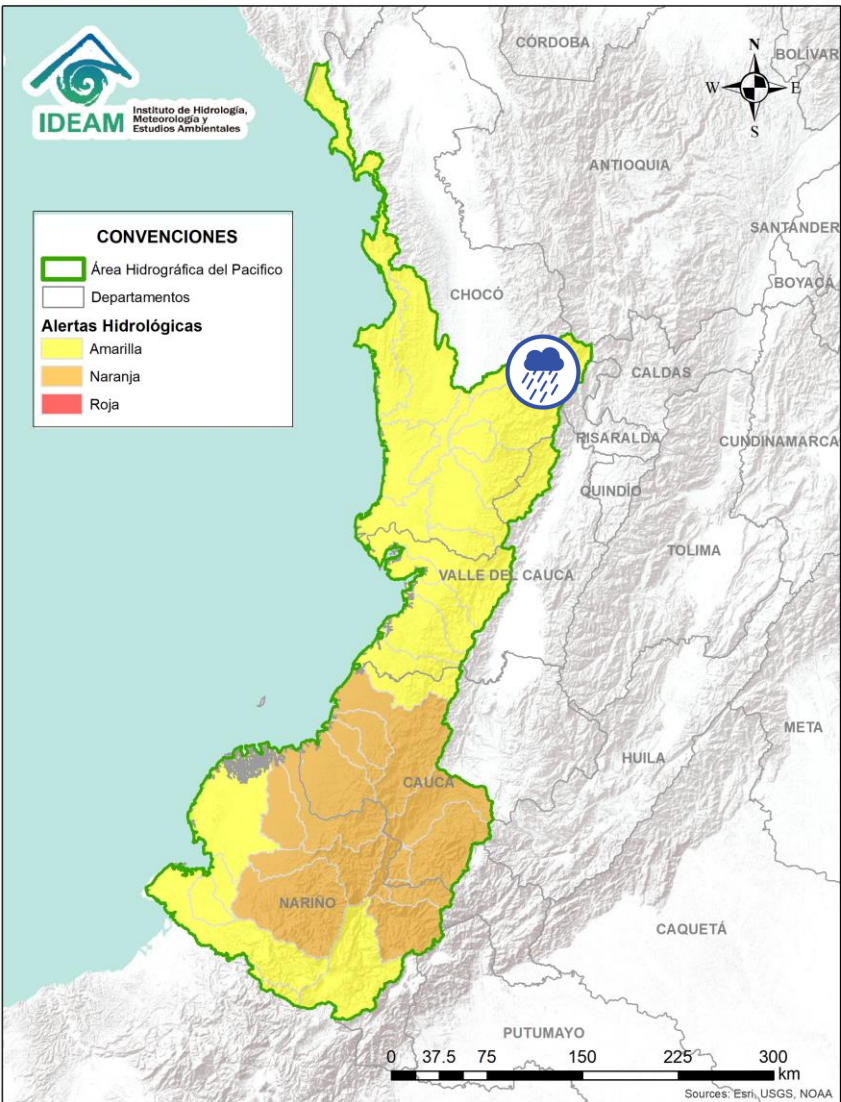 IDEAM
Instituto de Hidrología,
Meteorología y
Estudios Ambientales
N
W
E
S
CONVENCIONES
Área Hidrográfica del Pacifico
Departamentos
Alertas Hidrológicas
Amarilla
Naranja
Roja
CÓRDOBA
BOLÍVAR
ANTIOQUIA
SANTANDER
BOYACÁ
CHOCÓ
CALDAS
RISARALDA
CUNDINAMARCA
QUINDÍO
TOLIMA
VALLE DEL CAUCA
META
HUILA
CAUCA
NARIÑO
CAQUETÁ
PUTUMAYO
0 37.5 75 150 225 300
km
Sources: Esri, USGS, NOAA